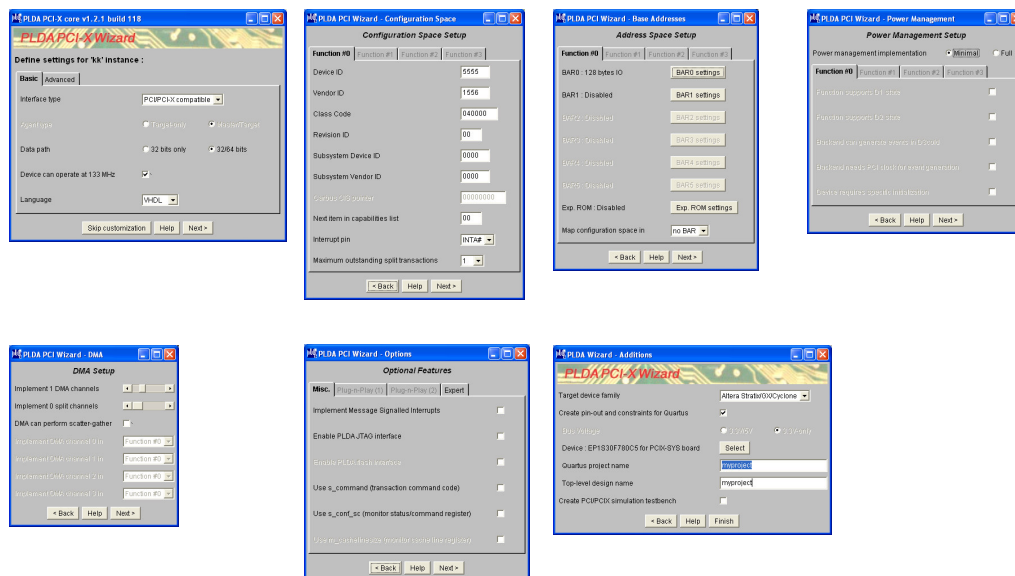 PLDA PCI-X core v1.2.1 build 118
PLDA PCI-X Wizard
Define settings for 'kk' instance :
Basic Advanced
Interface type PCI/PCI-X compatible
Agent type Target-only Master/Target
Data path 32 bits only 32/64 bits
Device can operate at 133 MHz
Language VHDL
Skip customization Help Next >
PLDA PCI Wizard - Configuration Space
Configuration Space Setup
Function #0 Function #1 Function #2 Function #3
Device ID 5555
Vendor ID 1556
Class Code 040000
Revision ID 00
Subsystem Device ID 0000
Subsystem Vendor ID 0000
Cardbus CIS pointer 00000000
Next item in capabilities list 00
Interrupt pin INTA#
Maximum outstanding split transactions 1
< Back Help Next >
PLDA PCI Wizard - Base Addresses
Address Space Setup
Function #0 Function #1 Function #2 Function #3
BAR0 : 128 bytes IO BAR0 settings
BAR1 : Disabled BAR1 settings
BAR2 : Disabled BAR2 settings
BAR3 : Disabled BAR3 settings
BAR4 : Disabled BAR4 settings
BAR5 : Disabled BAR5 settings
Exp. ROM : Disabled Exp. ROM settings
Map configuration space in no BAR
< Back Help Next >
PLDA PCI Wizard - Power Management
Power Management Setup
Power management implementation Minimal Full
Function #0 Function #1 Function #2 Function #3
Function supports D1 state
Function supports D2 state
Backend can generate events in D3cold
Backend needs PCI clock for event generation
Device requires specific initialization
< Back Help Next >
PLDA PCI Wizard - DMA
DMA Setup
Implement 1 DMA channels
Implement 0 split channels
DMA can perform scatter-gather
Implement DMA channel 0 in Function #0
Implement DMA channel 1 in Function #0
Implement DMA channel 2 in Function #0
Implement DMA channel 3 in Function #0
< Back Help Next >
PLDA PCI Wizard - Options
Optional Features
Misc. Plug-n-Play (1) Plug-n-Play (2) Expert
Implement Message Signalled Interrupts
Enable PLDA JTAG interface
Enable PLDA flash interface
Use s_command (transaction command code)
Use s_conf_sc (monitor status/command register)
Use m_cachelinesize (monitor cache line register)
< Back Help Next >
PLDA Wizard - Additions
PLDA PCI-X Wizard
Target device family Altera Stratix/GX/Cyclone
Create pin-out and constraints for Quartus
Bus Voltage 3.3V/5V 3.3V only
Device : EP1S30F780C5 for PCIX-SYS board Select
Quartus project name myproject
Top-level design name myproject
Create PCI/PCIX simulation testbench
< Back Help Finish